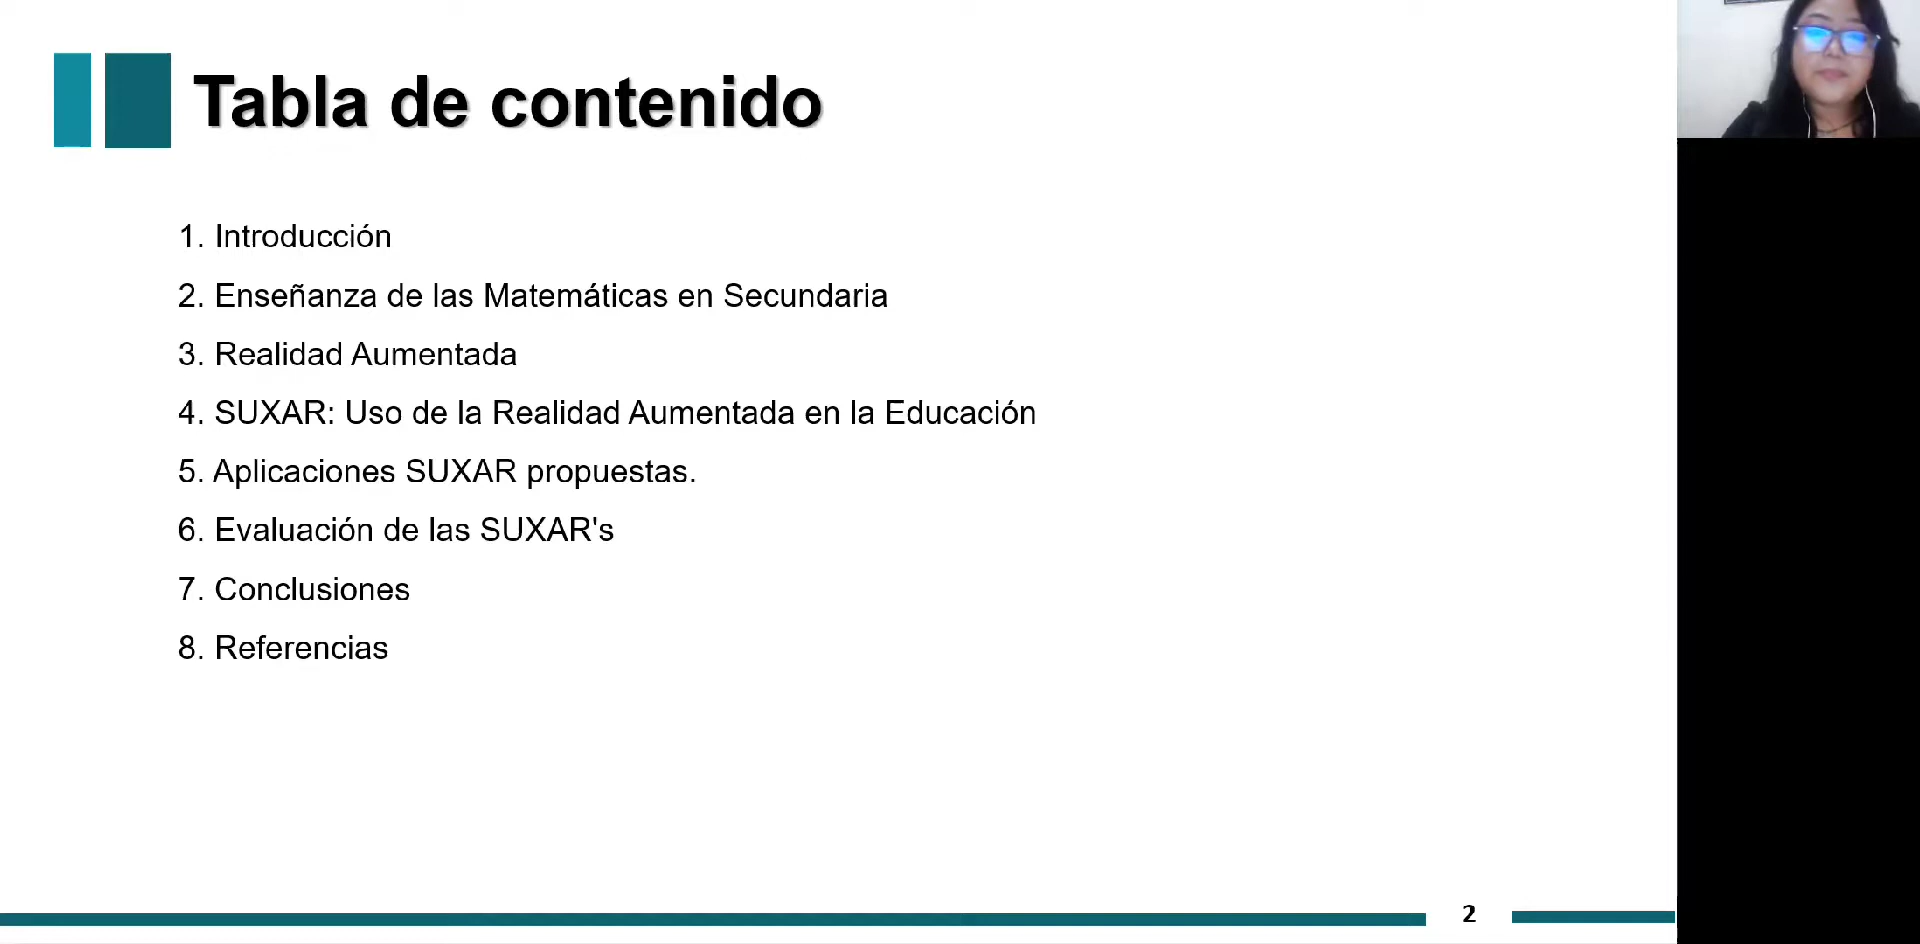 Tabla de contenido
1. Introducción
2. Enseñanza de las Matemáticas en Secundaria
3. Realidad Aumentada
4. SUXAR: Uso de la Realidad Aumentada en la Educación
5. Aplicaciones SUXAR propuestas.
6. Evaluación de las SUXAR's
7. Conclusiones
8. Referencias
2